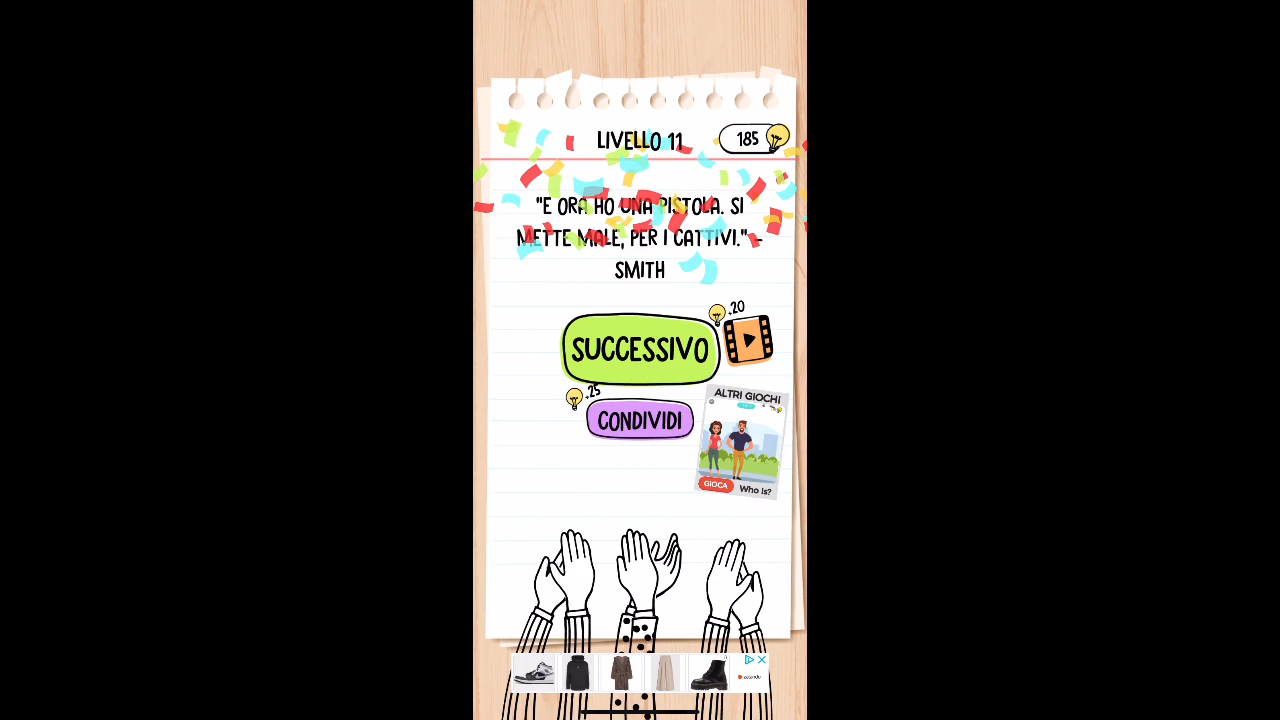 LIVELLO 11
185
"E ORA HO UNA PISTOLA. SI
METTE MALE, PER I CATTIVI." –
SMITH
+20
SUCCESSIVO
+25
CONDIVIDI
ALTRI GIOCHI
GIOCA
Who Is?
zalando